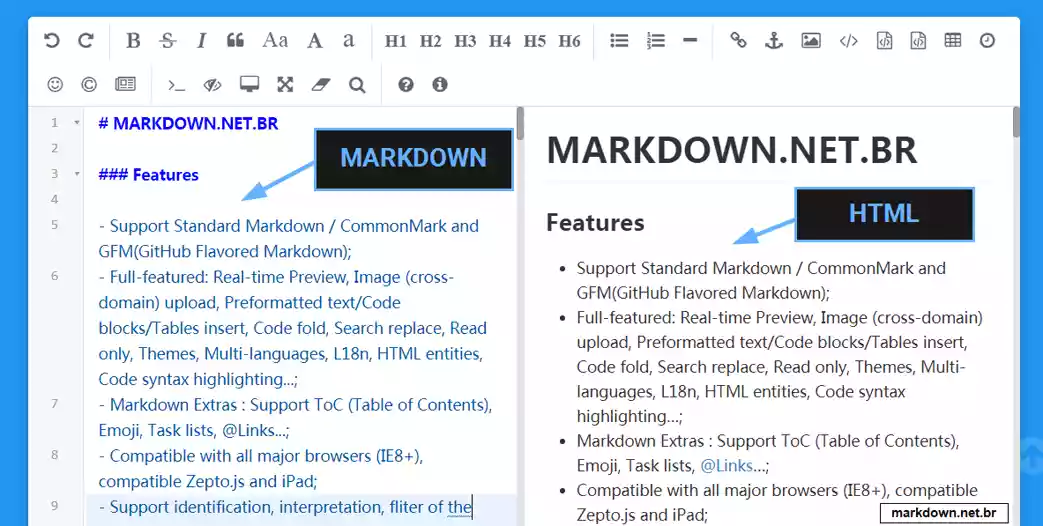 B S I Aa A a H1 H2 H3 H4 H5 H6
1 # MARKDOWN.NET.BR
2
3 ### Features
4
5 - Support Standard Markdown / CommonMark and
GFM(GitHub Flavored Markdown);
6 - Full-featured: Real-time Preview, Image (cross-
domain) upload, Preformatted text/Code
blocks/Tables insert, Code fold, Search replace, Read
only, Themes, Multi-languages, L18n, HTML entities,
Code syntax highlighting...;
7 - Markdown Extras : Support ToC (Table of Contents),
Emoji, Task lists, @Links...;
8 - Compatible with all major browsers (IE8+),
compatible Zepto.js and iPad;
9 - Support identification, interpretation, fliter of the
MARKDOWN
MARKDOWN.NET.BR
HTML
Features
• Support Standard Markdown / CommonMark and
GFM(GitHub Flavored Markdown);
• Full-featured: Real-time Preview, Image (cross-domain)
upload, Preformatted text/Code blocks/Tables insert,
Code fold, Search replace, Read only, Themes, Multi-
languages, L18n, HTML entities, Code syntax
highlighting...;
• Markdown Extras : Support ToC (Table of Contents),
Emoji, Task lists, @Links...;
• Compatible with all major browsers (IE8+), compatible
Zepto.js and iPad;
markdown.net.br